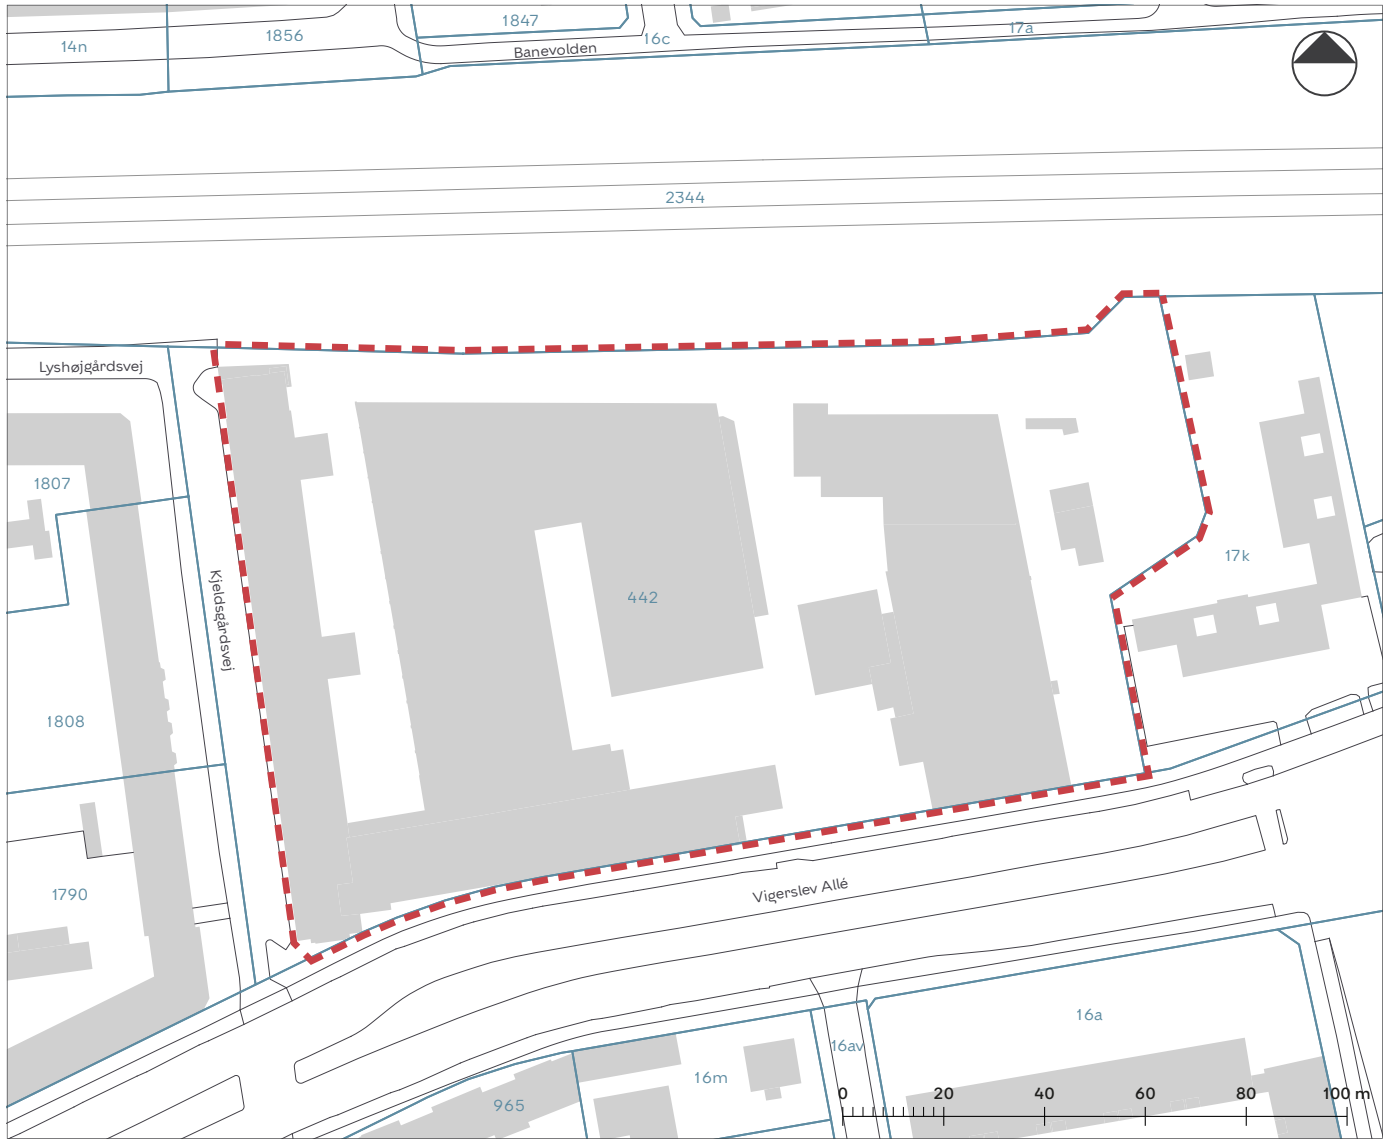 1847
14n
1856
16c
17a
Banevolden
2344
Lyshøjgårdsvej
1807
17k
Kjeldsgårdsvej
442
1808
1790
Vigerslev Allé
16a
16av
16m
965
0 20 40 60 80 100 m